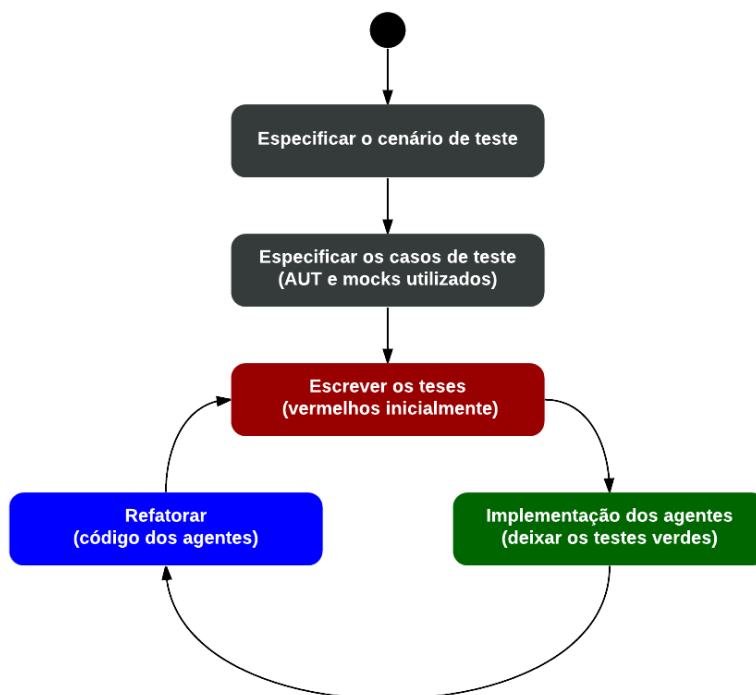 Especificar o cenário de teste
Especificar os casos de teste
(AUT e mocks utilizados)
Escrever os teses
(vermelhos inicialmente)
Refatorar
(código dos agentes)
Implementação dos agentes
(deixar os testes verdes)